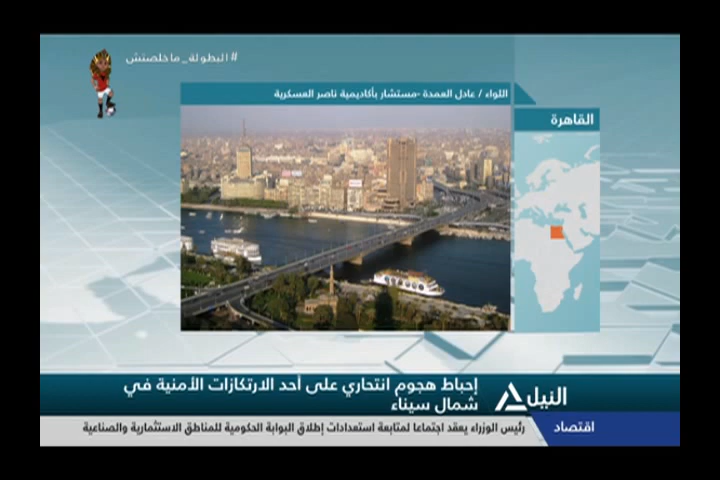 #البطولة_ماخلصتش
اللواء / عادل العمدة -مستشار بأكاديمية ناصر العسكرية
القاهرة
إحباط هجوم انتحاري على أحد الارتكازات الأمنية في
شمال سيناء
النيل
اقتصاد
رئيس الوزراء يعقد اجتماعا لمتابعة استعدادات إطلاق البوابة الحكومية للمناطق الاستثمارية والصناعية